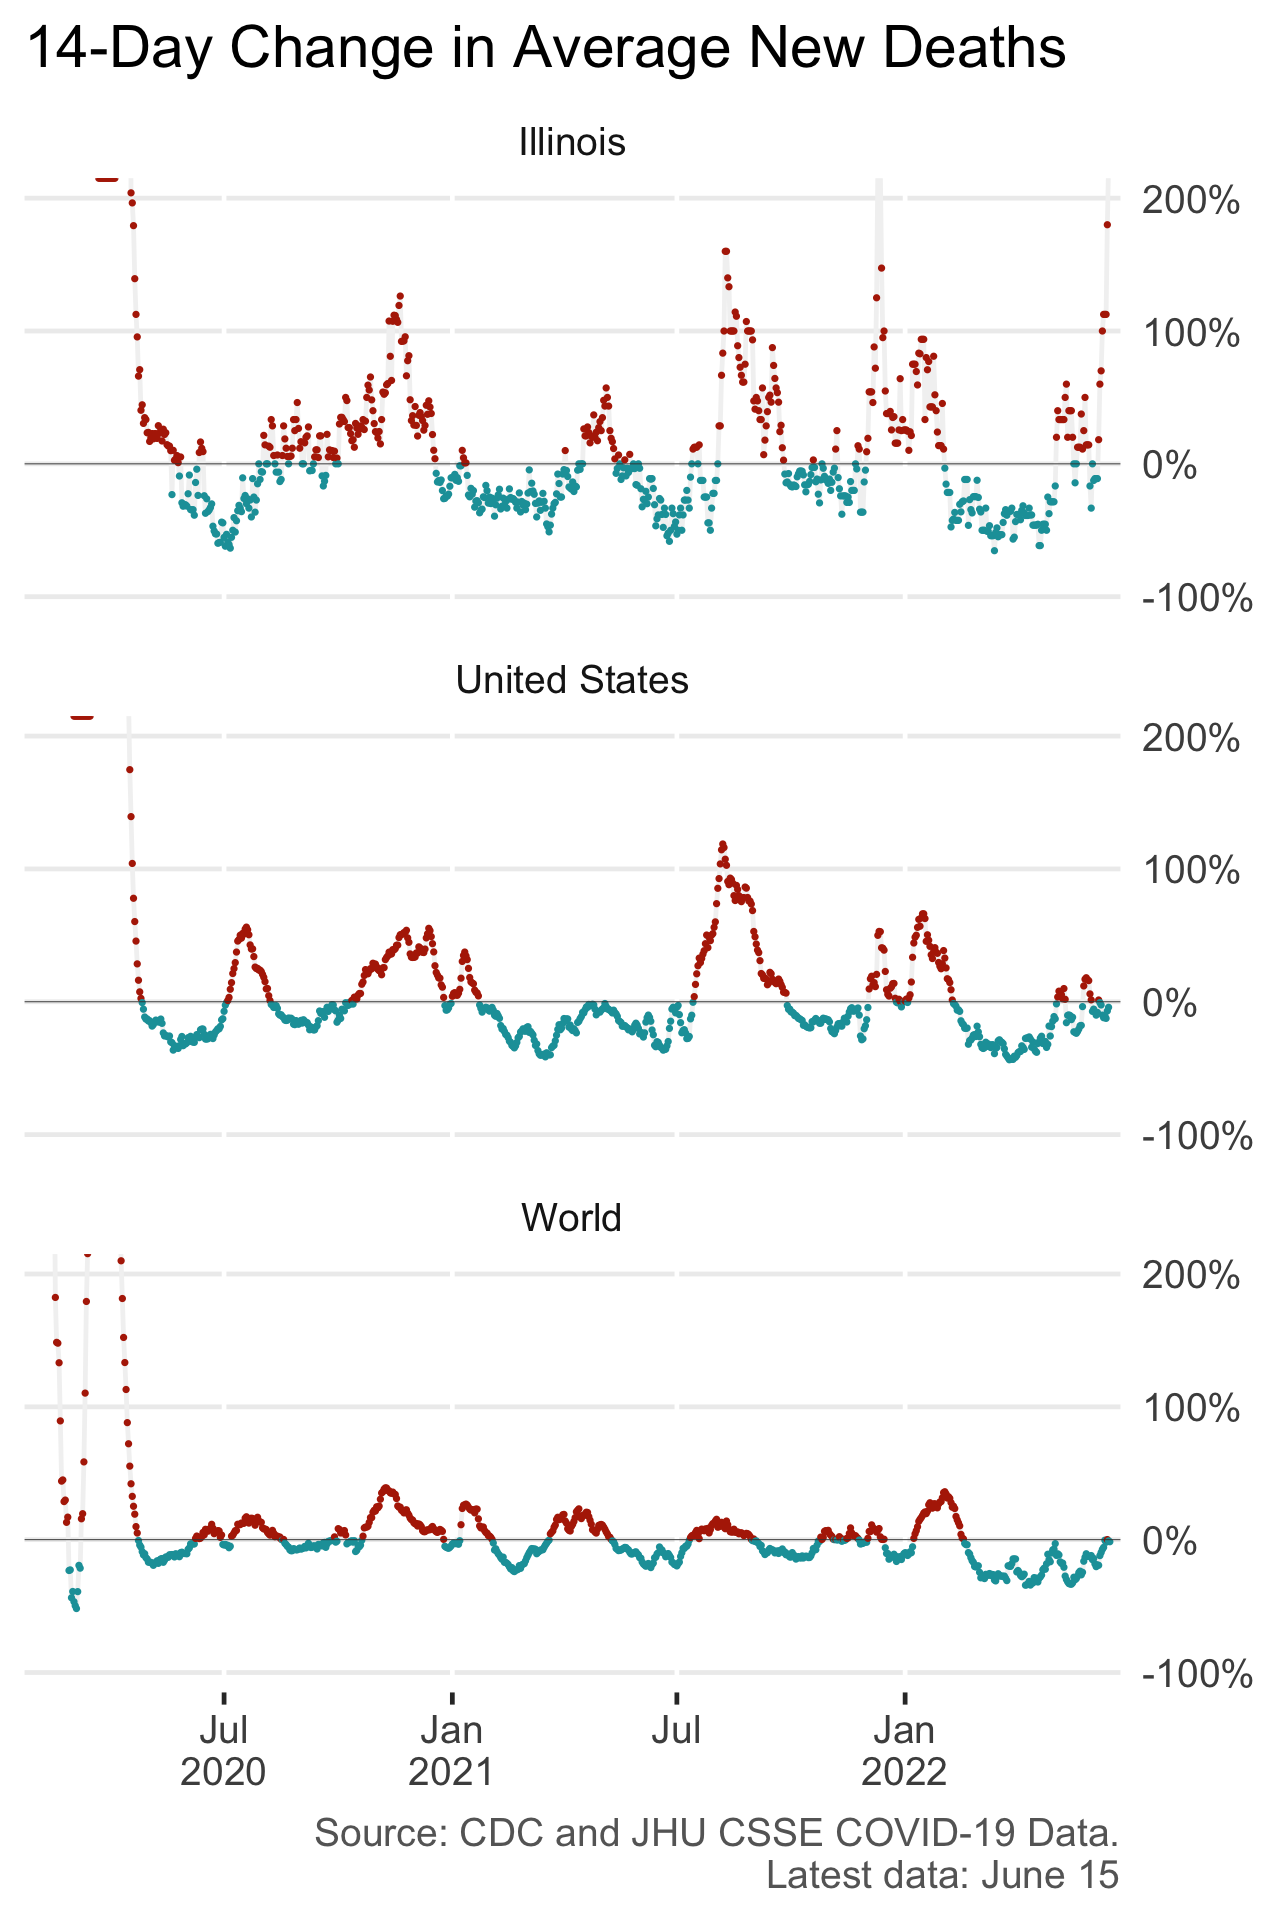 14-Day Change in Average New Deaths
Illinois
200%
100%
0%
-100%
United States
200%
100%
0%
-100%
World
200%
100%
0%
-100%
Jul Jan Jul Jan
2020 2021 2022
Source: CDC and JHU CSSE COVID-19 Data.
Latest data: June 15